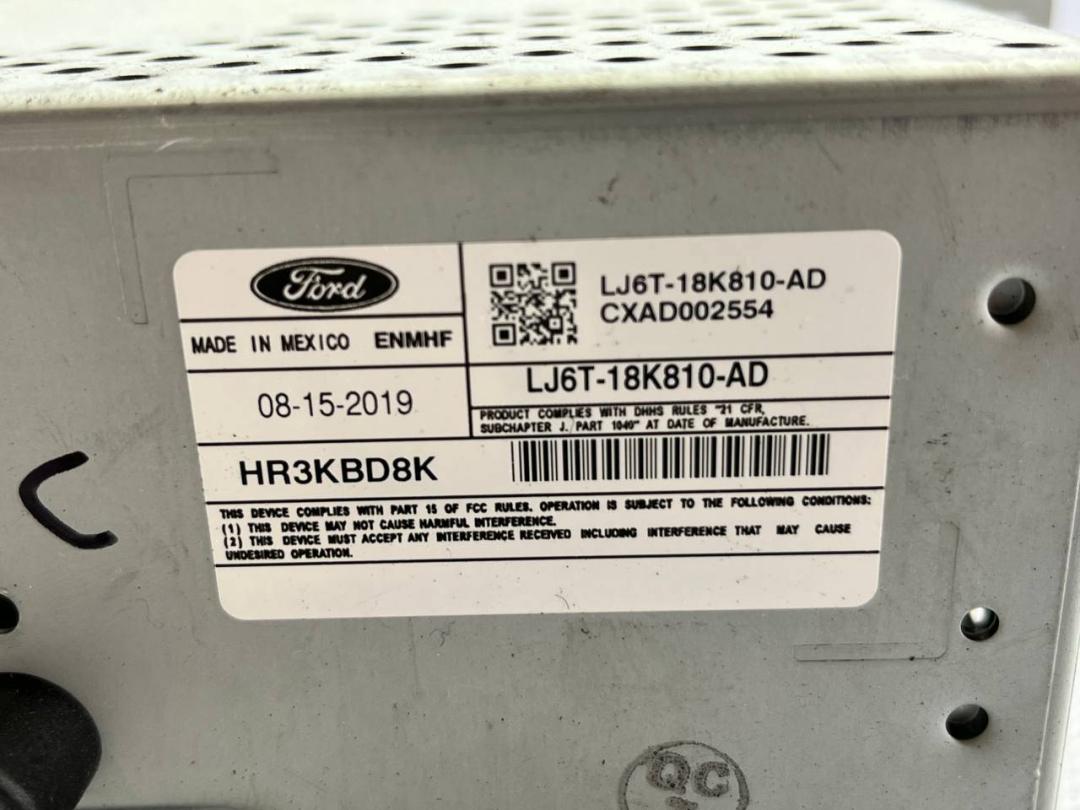 Ford
MADE IN MEXICO ENMHF
08-15-2019
LJ6T-18K810-AD
CXAD002554
LJ6T-18K810-AD
PRODUCT COMPLIES WITH DHHS RULES "21 CFR,
SUBCHAPTER J, PART 1040" AT DATE OF MANUFACTURE.
HR3KBD8K
THIS DEVICE COMPLIES WITH PART 15 OF FCC RULES. OPERATION IS SUBJECT TO THE FOLLOWING CONDITIONS:
(1) THIS DEVICE MAY NOT CAUSE HARMFUL INTERFERENCE.
(2) THIS DEVICE MUST ACCEPT ANY INTERFERENCE RECEIVED INCLUDING INTERFERENCE THAT MAY CAUSE
UNDESIRED OPERATION.
C
QC